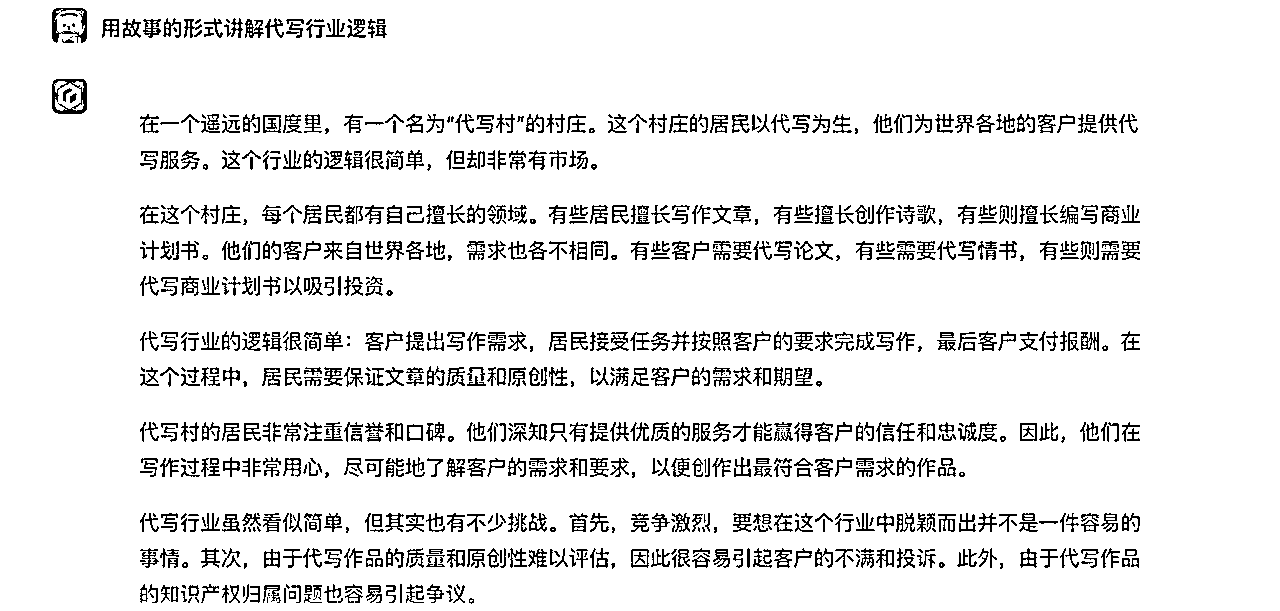 用故事的形式讲解代写行业逻辑
在一个遥远的国度里，有一个名为“代写村”的村庄。这个村庄的居民以代写为生，他们为世界各地的客户提供代
写服务。这个行业的逻辑很简单，但却非常有市场。
在这个村庄，每个居民都有自己擅长的领域。有些居民擅长写作文章，有些擅长创作诗歌，有些则擅长编写商业
计划书。他们的客户来自世界各地，需求也各不相同。有些客户需要代写论文，有些需要代写情书，有些则需要
代写商业计划书以吸引投资。
代写行业的逻辑很简单：客户提出写作需求，居民接受任务并按照客户的要求完成写作，最后客户支付报酬。在
这个过程中，居民需要保证文章的质量和原创性，以满足客户的需求和期望。
代写村的居民非常注重信誉和口碑。他们深知只有提供优质的服务才能赢得客户的信任和忠诚度。因此，他们在
写作过程中非常用心，尽可能地了解客户的需求和要求，以便创作出最符合客户需求的作品。
代写行业虽然看似简单，但其实也有不少挑战。首先，竞争激烈，要想在这个行业中脱颖而出并不是一件容易的
事情。其次，由于代写作品的质量和原创性难以评估，因此很容易引起客户的不满和投诉。此外，由于代写作品
的知识产权归属问题也容易引起争议。